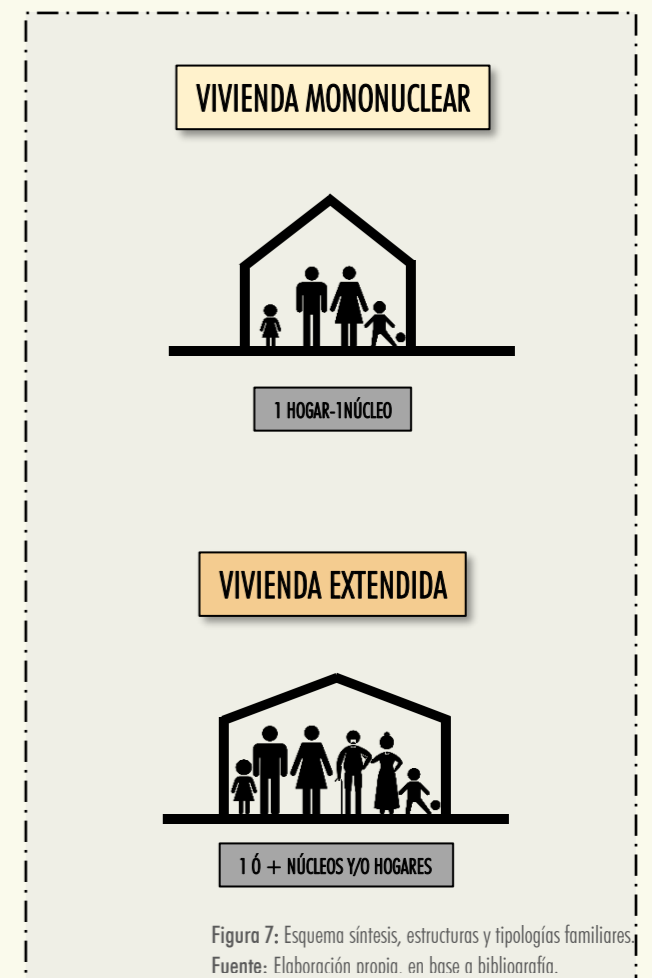 VIVIENDA MONONUCLEAR
1 HOGAR-1NÚCLEO
VIVIENDA EXTENDIDA
1 Ó + NÚCLEOS Y/O HOGARES
Figura 7: Esquema síntesis, estructuras y tipologías familiares.
Fuente: Elaboración propia, en base a bibliografía.